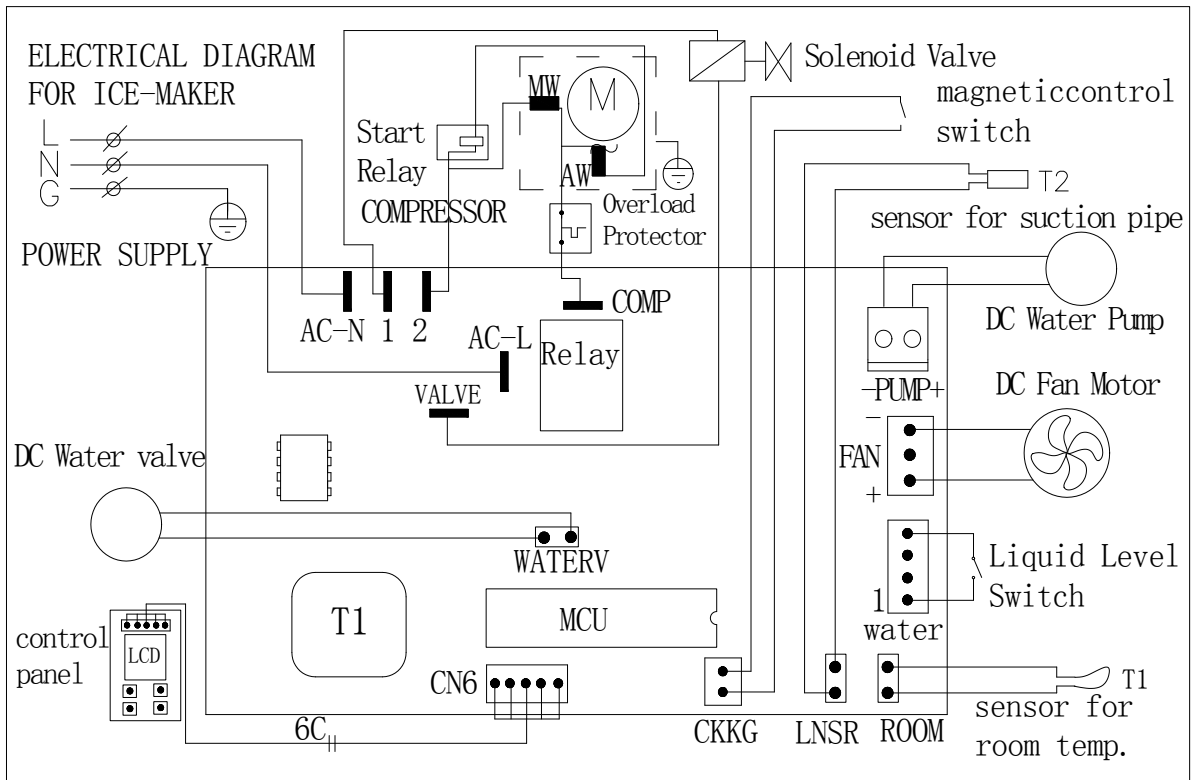 ELECTRICAL DIAGRAM
FOR ICE-MAKER
L
N
G
POWER SUPPLY
Start
Relay
COMPRESSOR
MW
M
AW
Overload
Protector
Solenoid Valve
magneticcontrol
switch
T2
sensor for suction pipe
DC Water Pump
AC-N 1 2
COMP
AC-L
Relay
VALVE
-PUMP+
DC Fan Motor
-
FAN
+
DC Water valve
WATERV
Liquid Level
Switch
1
water
T1
MCU
control
panel
LCD
CN6
6C
CKKG
LNSR
ROOM
T1
sensor for
room temp.